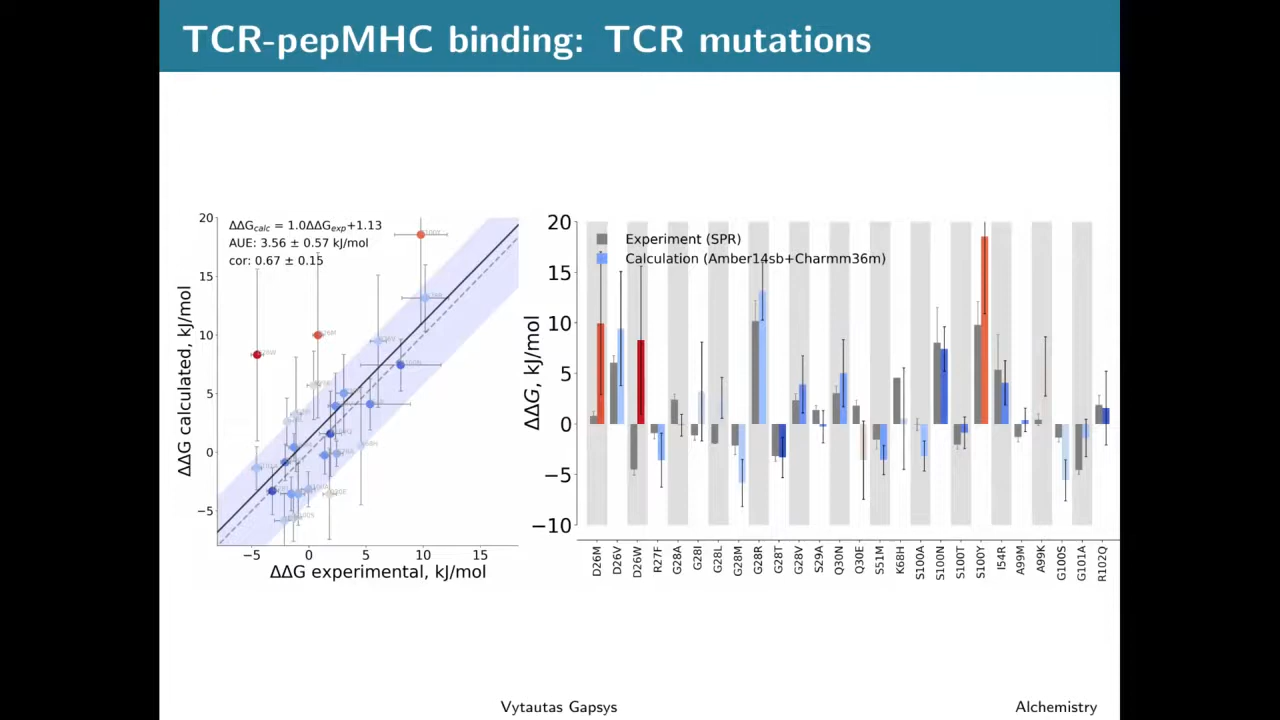 TCR-pepMHC binding: TCR mutations
ΔΔG_calc = 1.0ΔΔG_exp+1.13
AUE: 3.56 ± 0.57 kJ/mol
cor: 0.67 ± 0.15
20
15
10
5
0
−5
ΔΔG calculated, kJ/mol
−5 0 5 10 15
ΔΔG experimental, kJ/mol
Experiment (SPR)
Calculation (Amber14sb+Charmm36m)
20
15
10
5
0
−5
−10
ΔΔG, kJ/mol
D26M
D26V
D26W
R27F
G28A
G28I
G28L
G28M
G28R
G28T
G28V
S29A
Q30N
Q30E
S51M
K68H
S100A
S100N
S100T
S100Y
I54R
A99M
A99K
G100S
G101A
R102Q
Vytautas Gapsys
Alchemistry